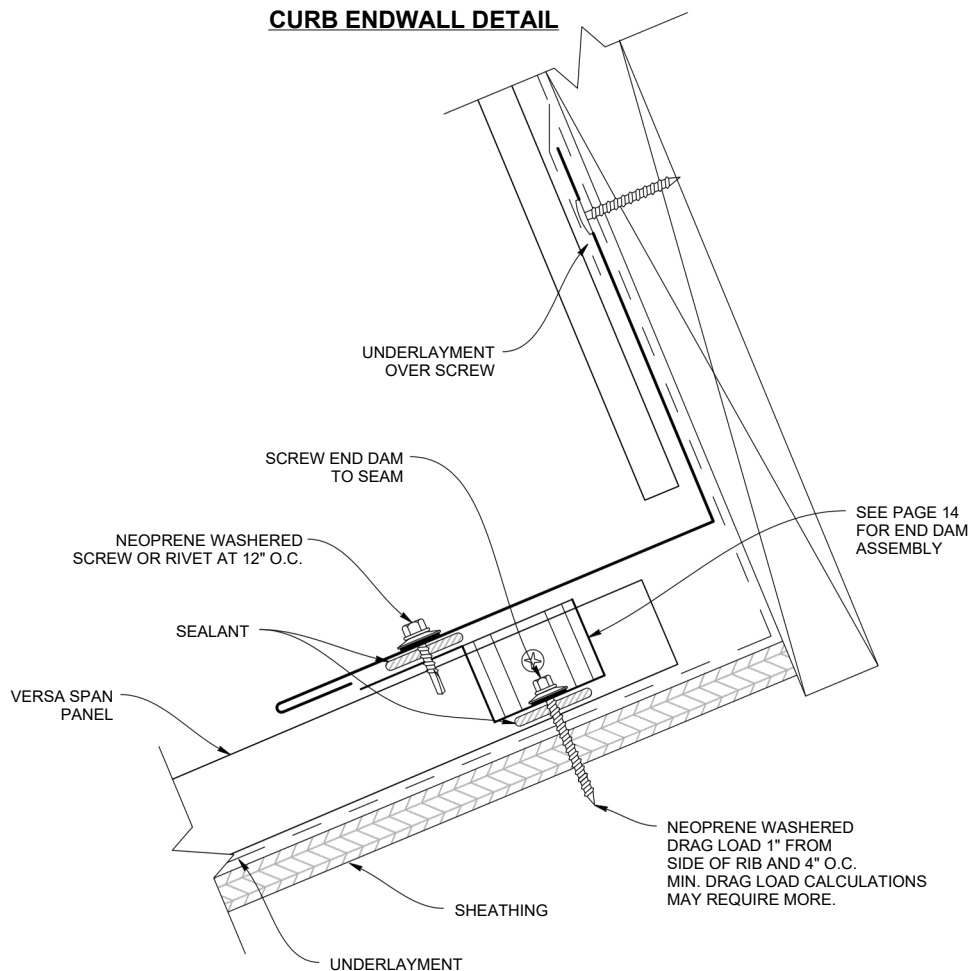 CURB ENDWALL DETAIL
UNDERLAYMENT
OVER SCREW
SCREW END DAM
TO SEAM
NEOPRENE WASHERED
SCREW OR RIVET AT 12" O.C.
SEE PAGE 14
FOR END DAM
ASSEMBLY
SEALANT
VERSA SPAN
PANEL
NEOPRENE WASHERED
DRAG LOAD 1" FROM
SIDE OF RIB AND 4" O.C.
MIN. DRAG LOAD CALCULATIONS
MAY REQUIRE MORE.
SHEATHING
UNDERLAYMENT